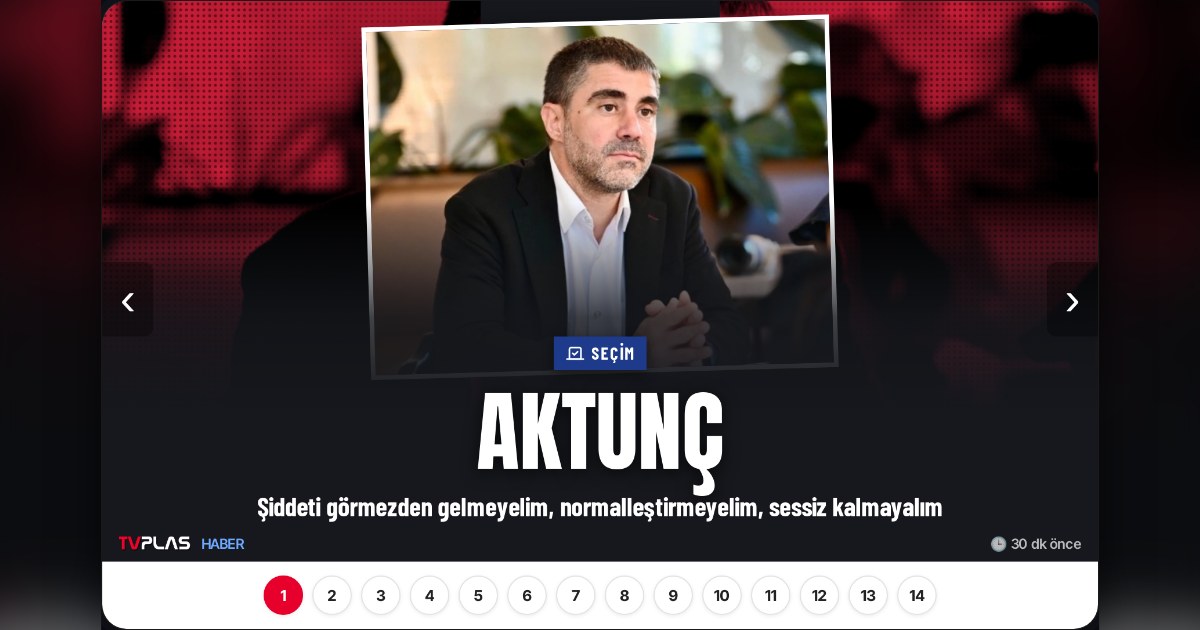 SEÇİM
AKTUNÇ
Şiddeti görmezden gelmeyelim, normalleştirmeyelim, sessiz kalmayalım
TVPLAS HABER
30 dk önce
‹ ›
1 2 3 4 5 6 7 8 9 10 11 12 13 14